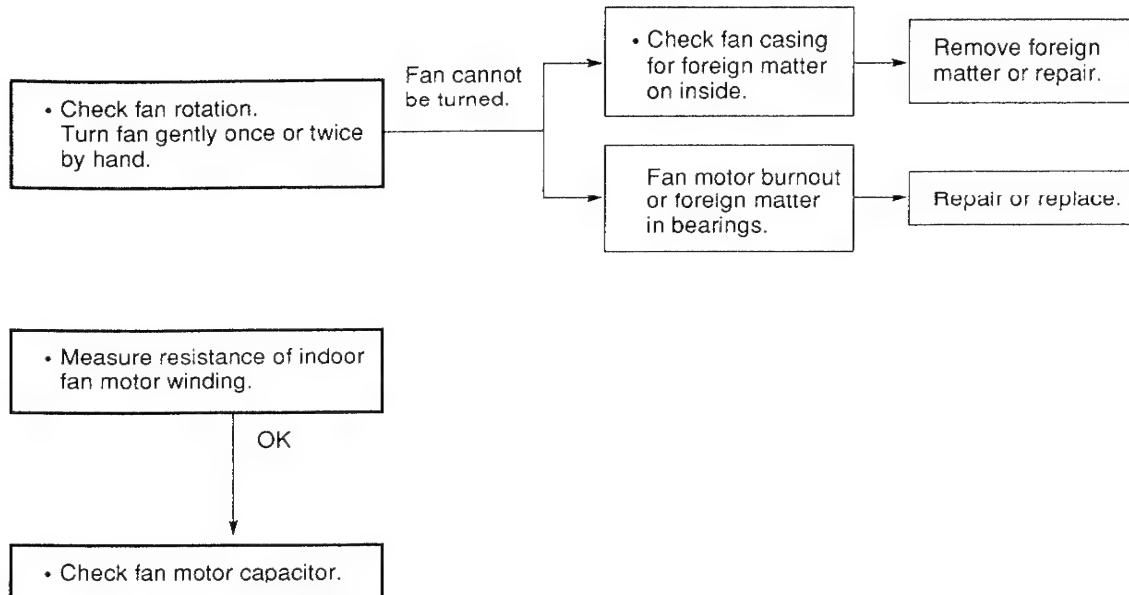 • Check fan rotation.
Turn fan gently once or twice
by hand.
Fan cannot
be turned.
• Check fan casing
for foreign matter
on inside.
Remove foreign
matter or repair.
Fan motor burnout
or foreign matter
in bearings.
Repair or replace.
• Measure resistance of indoor
fan motor winding.
OK
• Check fan motor capacitor.